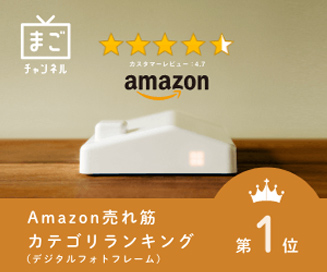 まご
チャンネル
カスタマーレビュー：4.7
amazon
Amazon売れ筋
カテゴリランキング
(デジタルフォトフレーム)
第1位